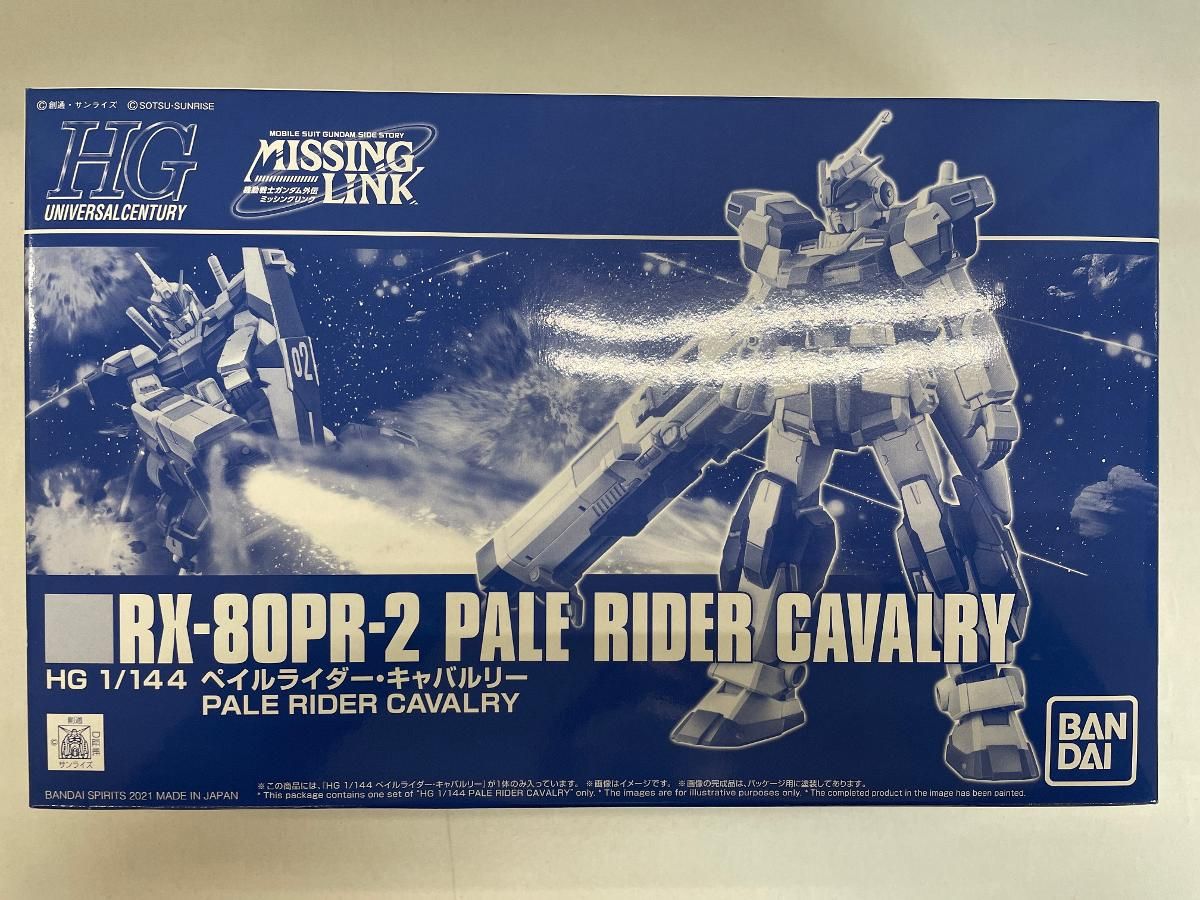 ©創通・サンライズ ©SOTSU・SUNRISE
HG
UNIVERSAL CENTURY
MOBILE SUIT GUNDAM SIDE STORY
MISSING
LINK
機動戦士ガンダム外伝
ミッシングリンク
02
RX-80PR-2 PALE RIDER CAVALRY
HG 1/144 ペイルライダー・キャバルリー
PALE RIDER CAVALRY
創通
サンライズ
©
BAN
DAI
※この商品には、「HG 1/144 ペイルライダー・キャバルリー」が1体のみ入っています。 ※画像はイメージです。 ※画像の完成品は、パッケージ用に塗装してあります。
* This package contains one set of "HG 1/144 PALE RIDER CAVALRY" only. * The images are for illustrative purposes only. * The completed product in the image has been painted.
BANDAI SPIRITS 2021 MADE IN JAPAN